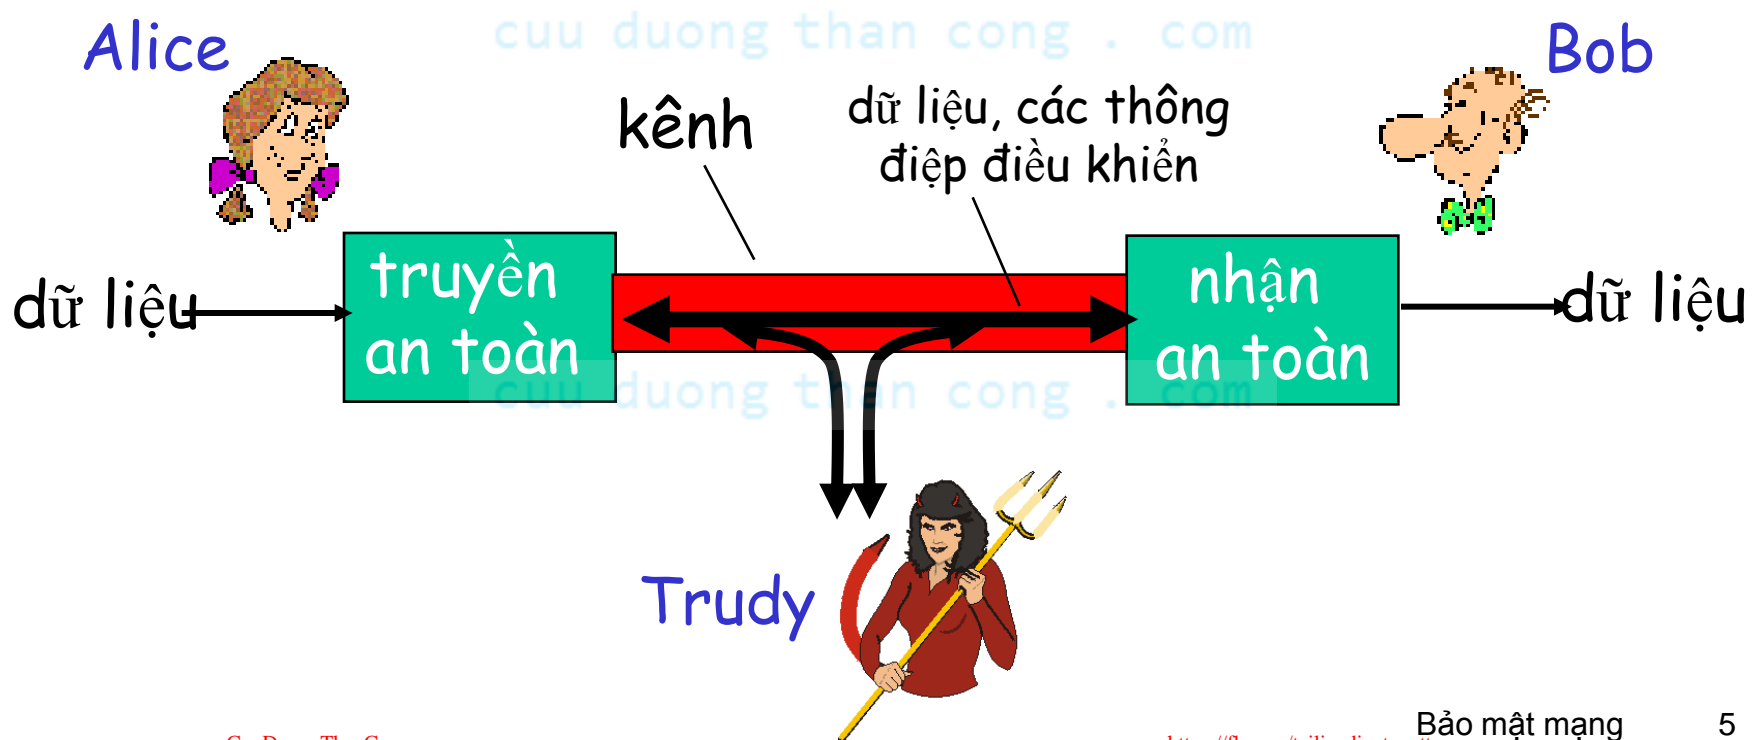 cuu duong than cong . com
Alice
Bob
kênh
dữ liệu, các thông
điệp điều khiển
truyền
an toàn
nhận
an toàn
dữ liệu
dữ liệu
cuu duong than cong . com
Trudy
Bảo mật mạng 5